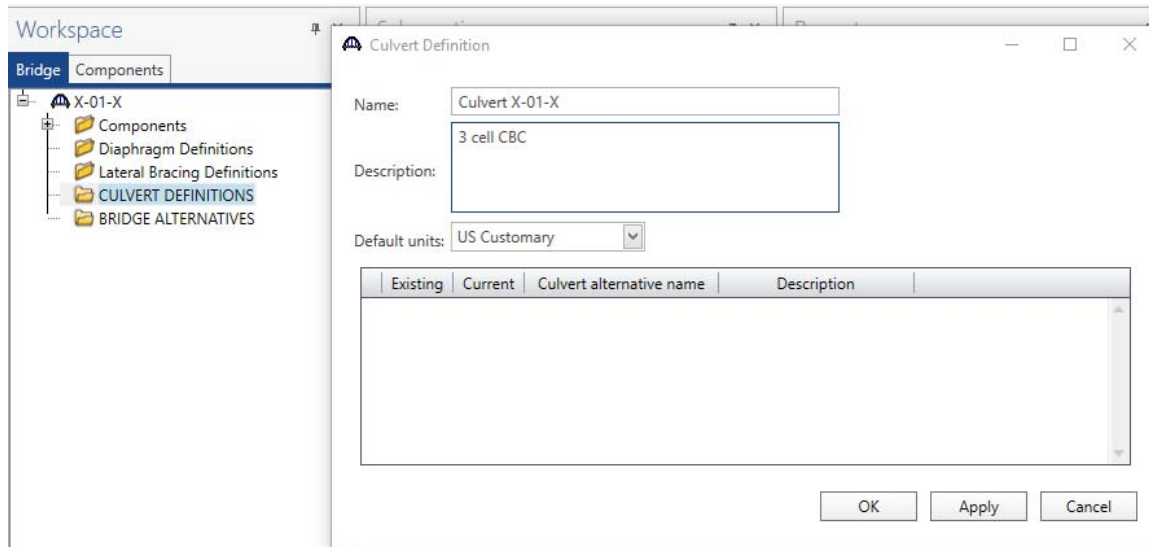 Workspace
Bridge Components
X-01-X
Components
Diaphragm Definitions
Lateral Bracing Definitions
CULVERT DEFINITIONS
BRIDGE ALTERNATIVES
Culvert Definition
Name: Culvert X-01-X
Description: 3 cell CBC
Default units: US Customary
Existing Current Culvert alternative name Description
OK Apply Cancel